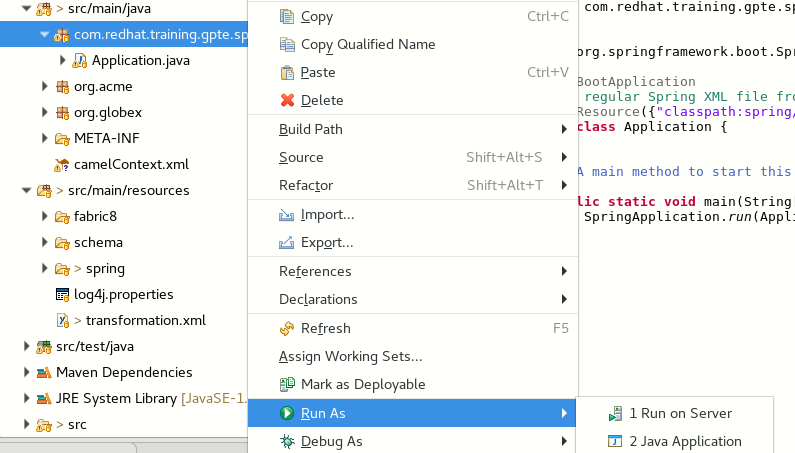 > src/main/java
com.redhat.training.gpte.sp
Application.java
org.acme
org.globex
META-INF
camelContext.xml
> src/main/resources
fabric8
schema
> spring
log4j.properties
> transformation.xml
src/test/java
Maven Dependencies
JRE System Library [JavaSE-1.
> src
Copy Ctrl+C
Copy Qualified Name
Paste Ctrl+V
Delete
Build Path
Source Shift+Alt+S
Refactor Shift+Alt+T
Import...
Export...
References
Declarations
Refresh F5
Assign Working Sets...
Mark as Deployable
Run As
Debug As
1 Run on Server
2 Java Application
com.redhat.training.gpte.sp
org.springframework.boot.Spr
BootApplication
regular Spring XML file fro
Resource({"classpath:spring/
class Application {
A main method to start this
lic static void main(String[
SpringApplication.run(Appli